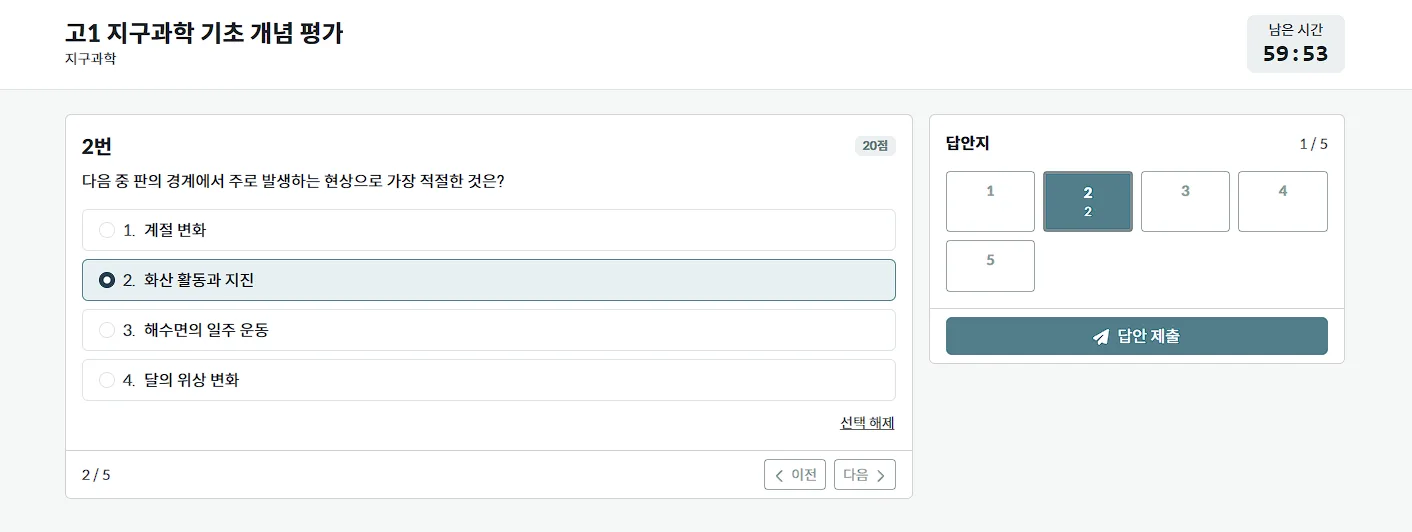 고1 지구과학 기초 개념 평가
지구과학
남은 시간
59:53
2번
20점
다음 중 판의 경계에서 주로 발생하는 현상으로 가장 적절한 것은?
1. 계절 변화
2. 화산 활동과 지진
3. 해수면의 일주 운동
4. 달의 위상 변화
선택 해제
2 / 5
이전
다음
답안지
1 / 5
1
2
2
3
4
5
답안 제출